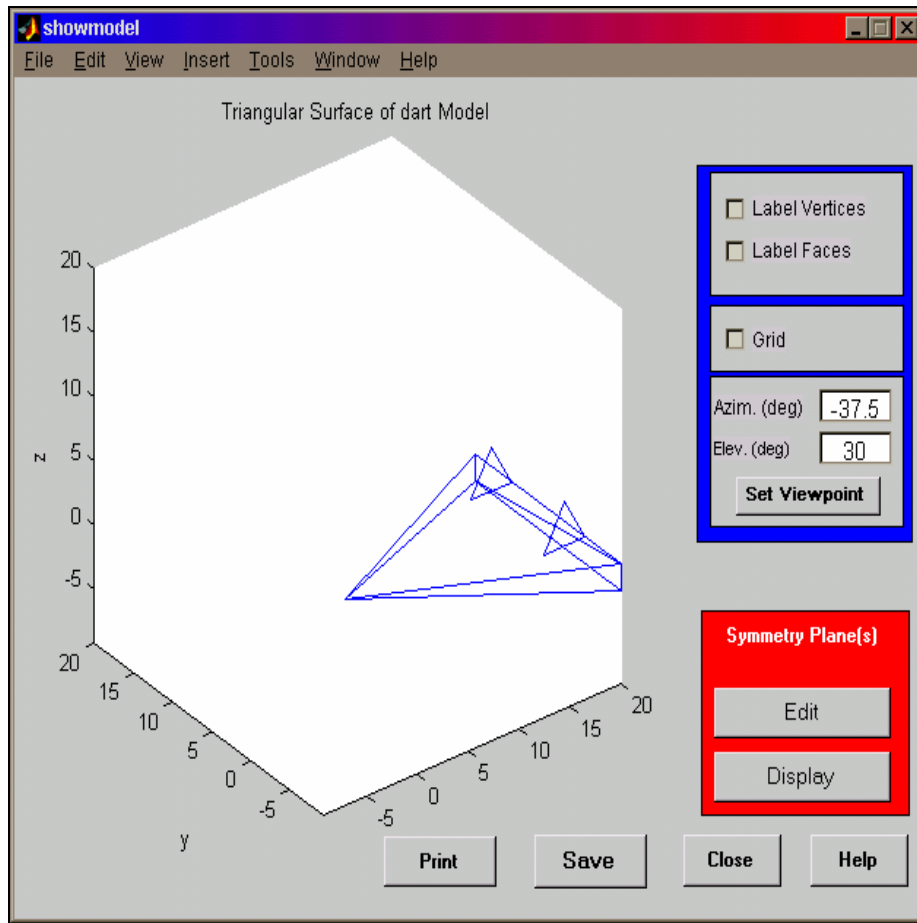 showmodel
File Edit View Insert Tools Window Help
Triangular Surface of dart Model
20
15
10
5
0
-5
z
20
15
10
5
0
-5
y
-5
0
5
10
15
20
Label Vertices
Label Faces
Grid
Azim. (deg) -37.5
Elev. (deg) 30
Set Viewpoint
Symmetry Plane(s)
Edit
Display
Print Save Close Help